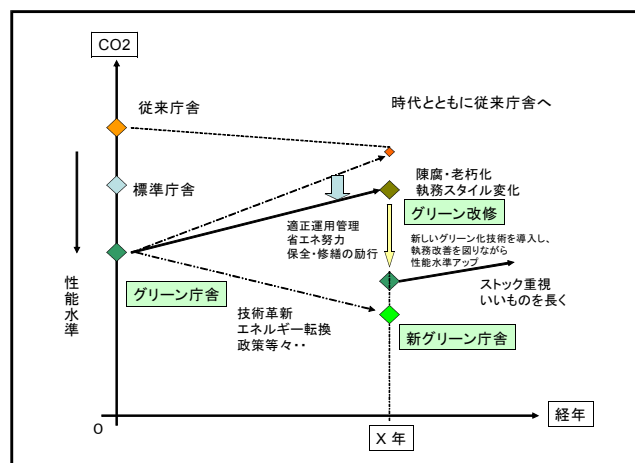 CO2
従来庁舎
時代とともに従来庁舎へ
標準庁舎
陳腐・老朽化
執務スタイル変化
グリーン改修
適正運用管理
省エネ努力
保全・修繕の励行
新しいグリーン化技術を導入し、
執務改善を図りながら
性能水準アップ
性能水準
グリーン庁舎
ストック重視
いいものを長く
技術革新
エネルギー転換
政策等々・・
新グリーン庁舎
O
X 年
経年